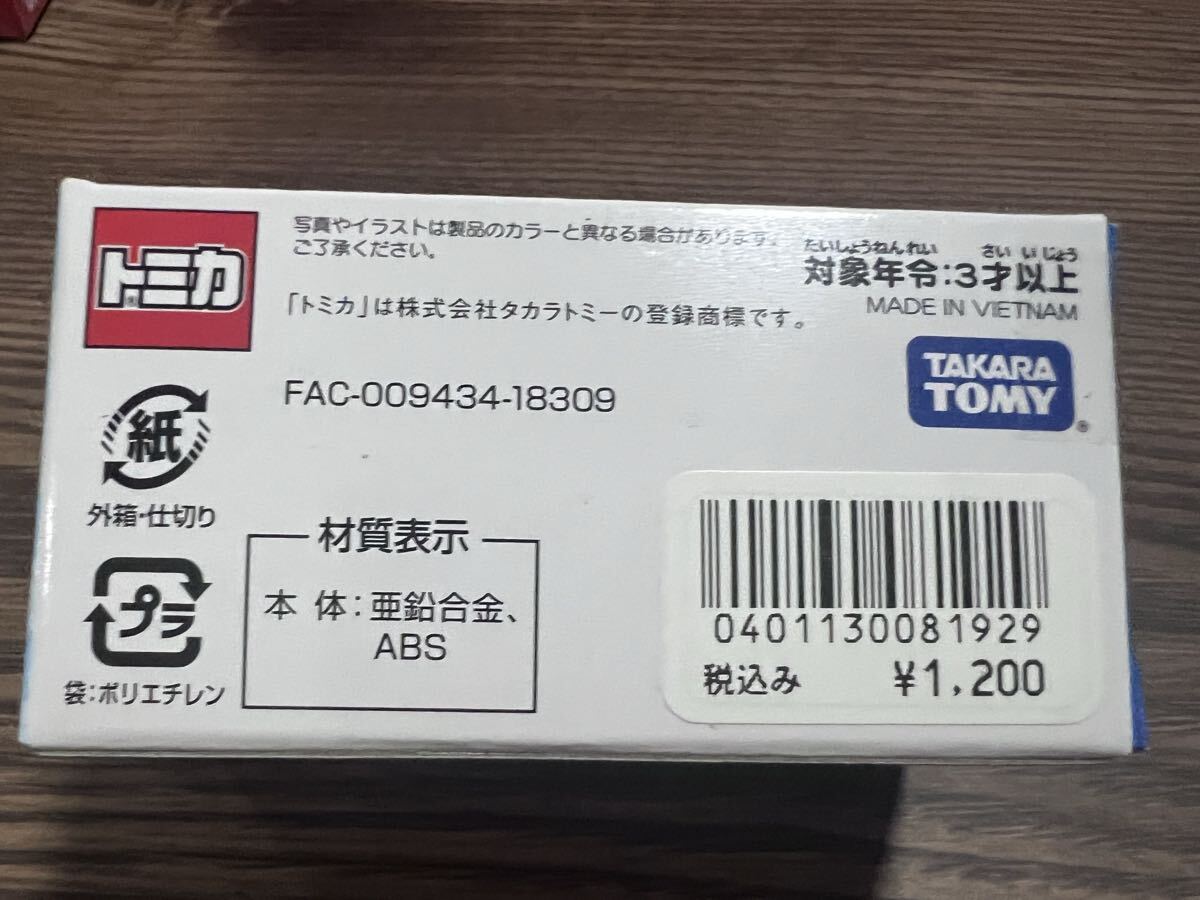 トミカ
写真やイラストは製品のカラーと異なる場合があります。
ご了承ください。
「トミカ」は株式会社タカラトミーの登録商標です。
たいしょうねんれい さい いじょう
対象年令:3才以上
MADE IN VIETNAM
TAKARA
TOMY
FAC-009434-18309
紙
外箱・仕切り
プラ
袋:ポリエチレン
材質表示
本 体:亜鉛合金、
ABS
0401130081929
税込み ¥1,200